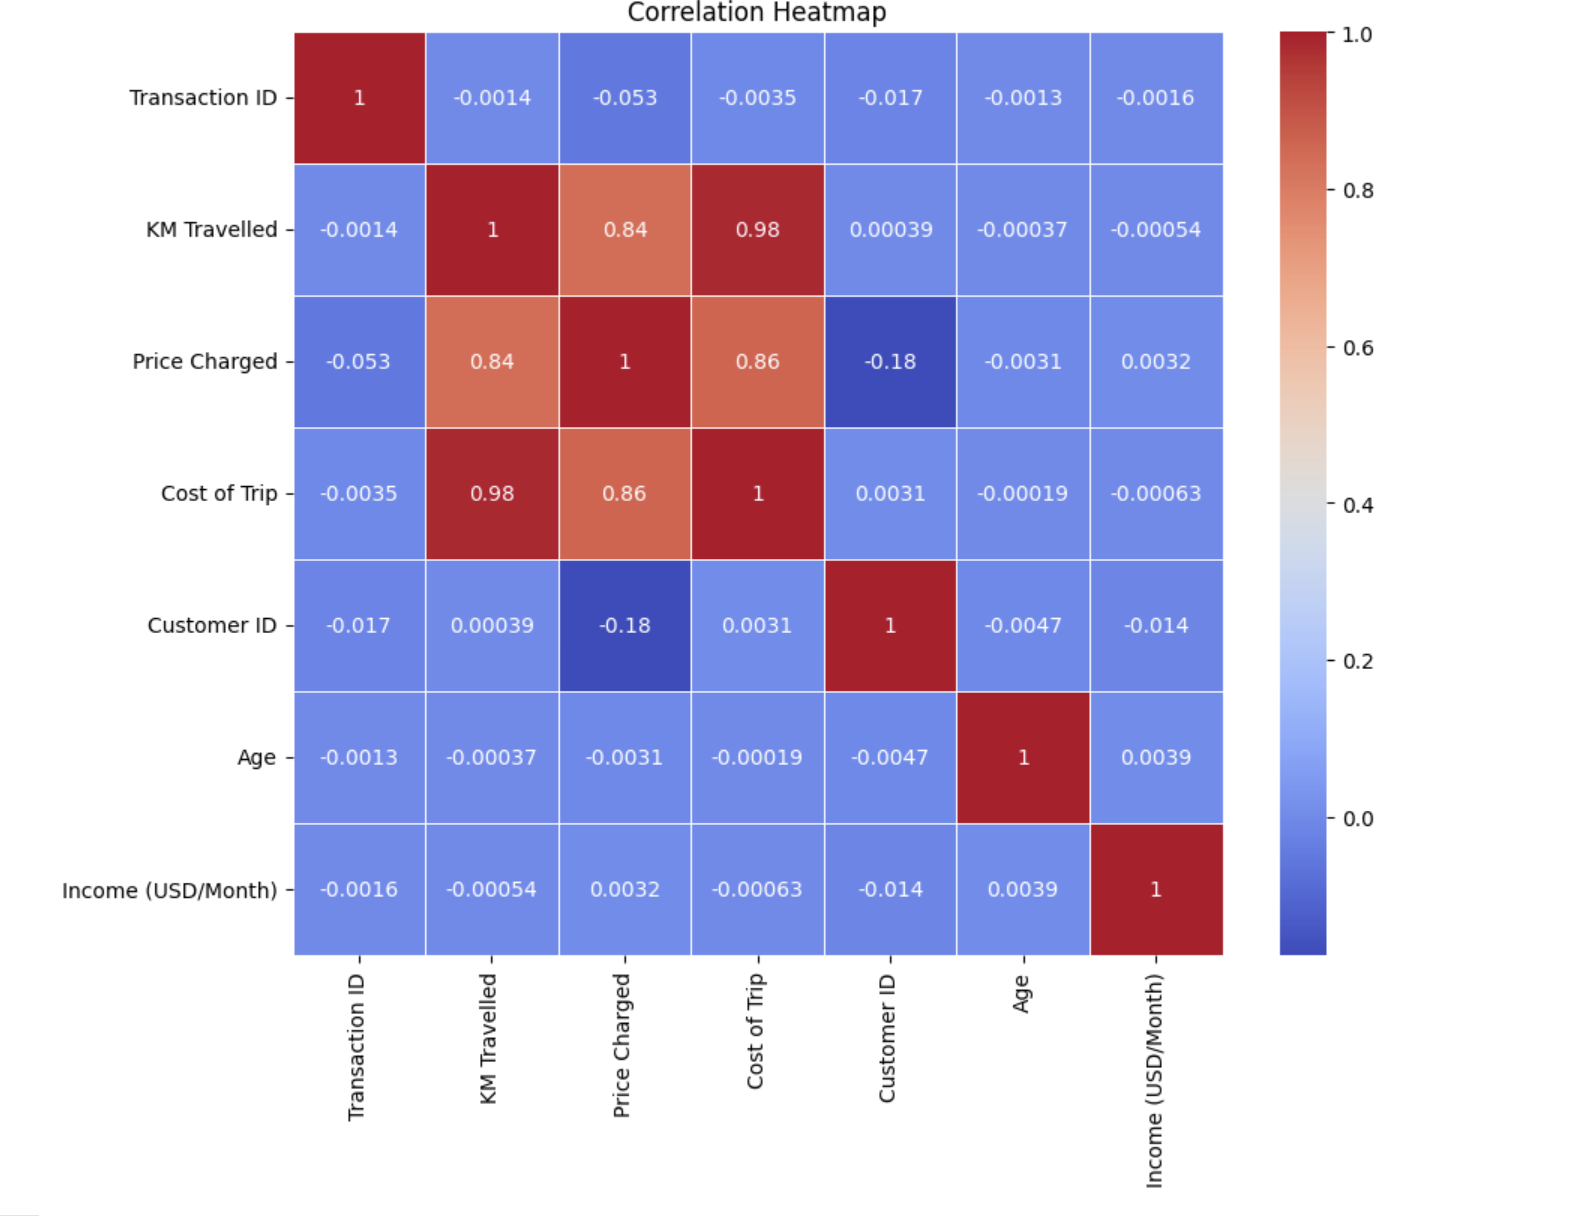 Correlation Heatmap
Transaction ID 1 -0.0014 -0.053 -0.0035 -0.017 -0.0013 -0.0016
KM Travelled -0.0014 1 0.84 0.98 0.00039 -0.00037 -0.00054
Price Charged -0.053 0.84 1 0.86 -0.18 -0.0031 0.0032
Cost of Trip -0.0035 0.98 0.86 1 0.0031 -0.00019 -0.00063
Customer ID -0.017 0.00039 -0.18 0.0031 1 -0.0047 -0.014
Age -0.0013 -0.00037 -0.0031 -0.00019 -0.0047 1 0.0039
Income (USD/Month) -0.0016 -0.00054 0.0032 -0.00063 -0.014 0.0039 1
Transaction ID
KM Travelled
Price Charged
Cost of Trip
Customer ID
Age
Income (USD/Month)
1.0
0.8
0.6
0.4
0.2
0.0